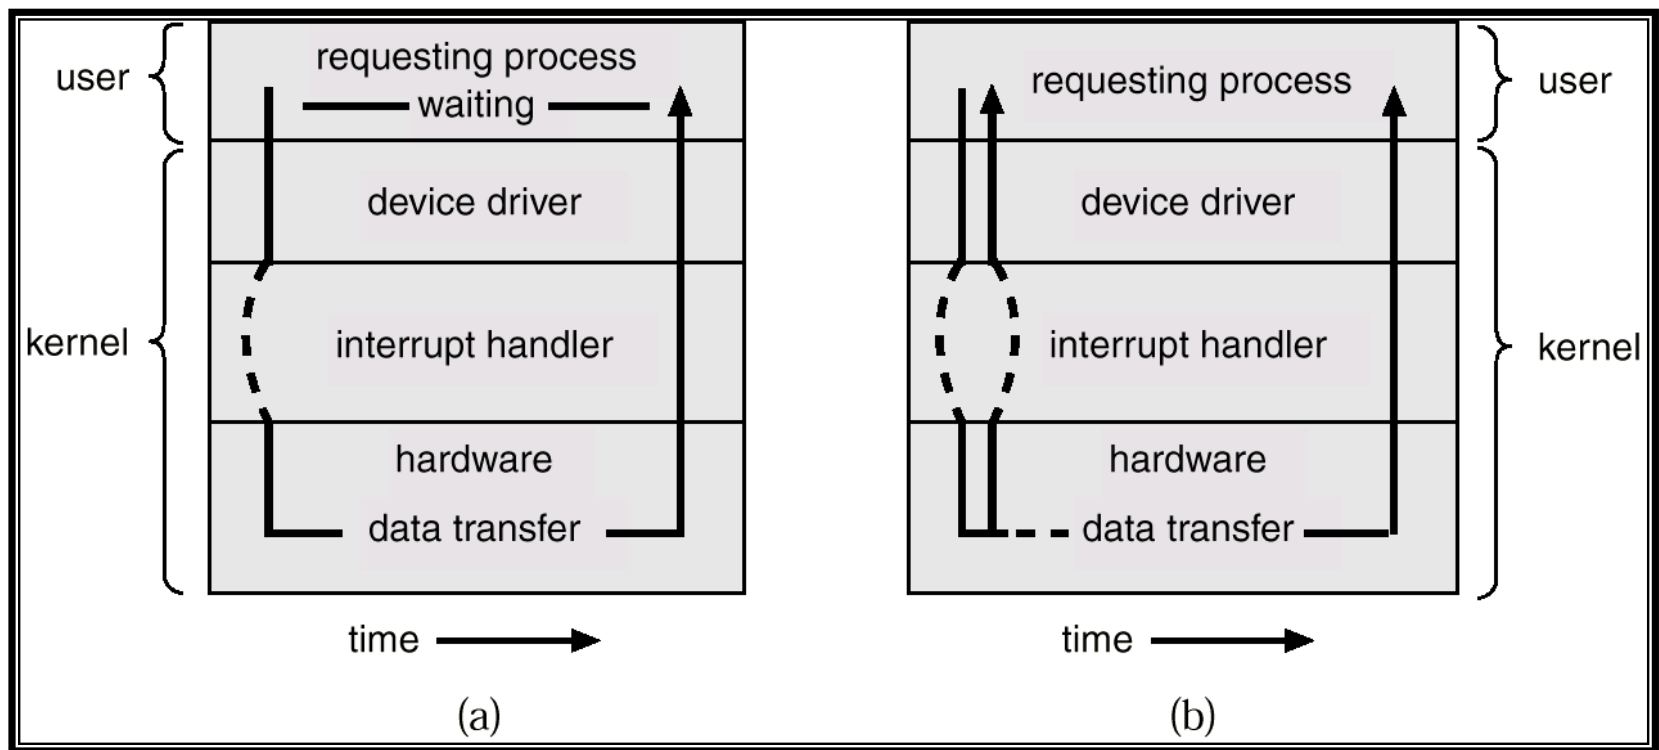 user
requesting process
waiting
device driver
kernel
interrupt handler
hardware
data transfer
time
(a)
requesting process
user
device driver
interrupt handler
kernel
hardware
data transfer
time
(b)